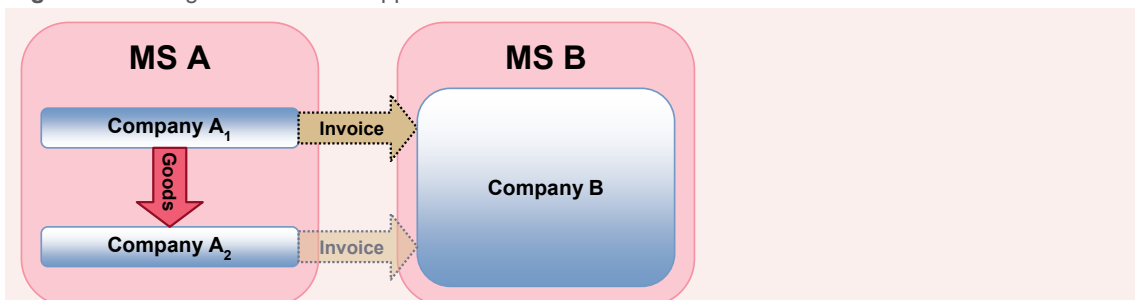 MS A
MS B
Company A1
Invoice
Goods
Company B
Company A2
Invoice